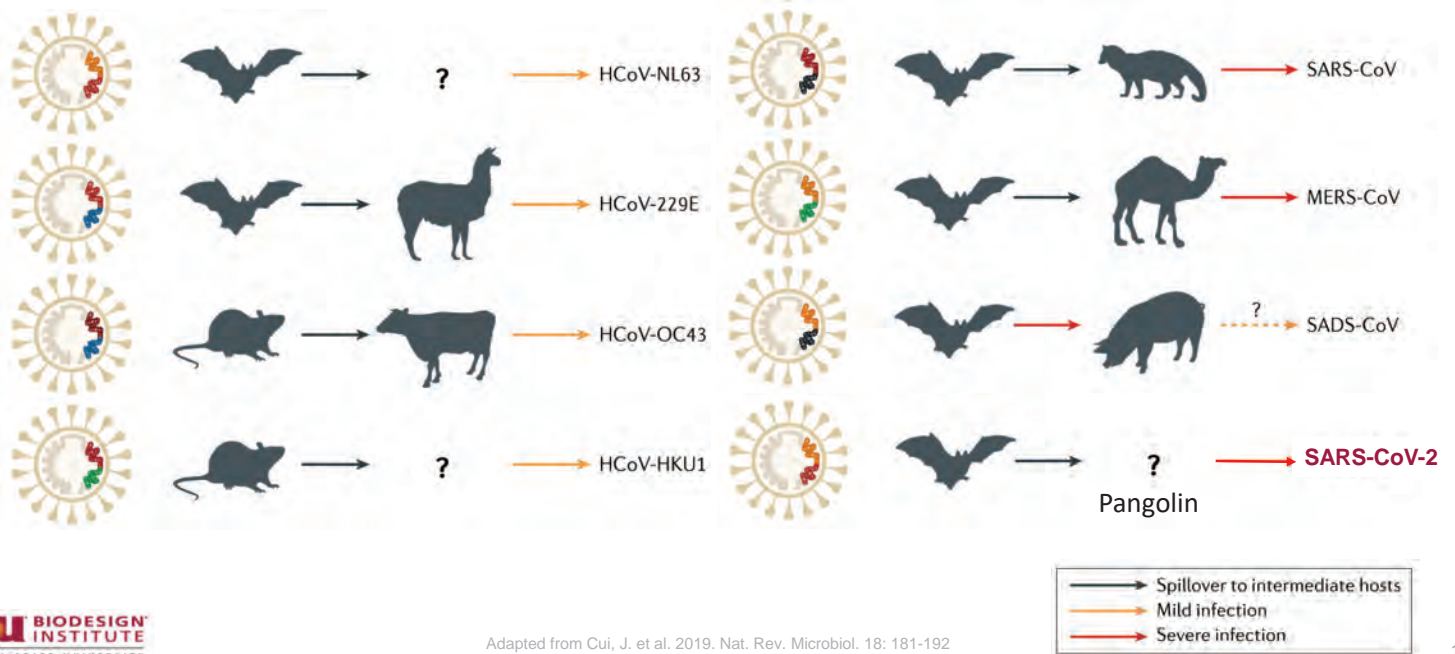 ? HCoV-NL63
HCoV-229E
HCoV-OC43
? HCoV-HKU1
SARS-CoV
MERS-CoV
? SADS-CoV
? SARS-CoV-2
Pangolin
Spillover to intermediate hosts
Mild infection
Severe infection
BIODESIGN
INSTITUTE
Adapted from Cui, J. et al. 2019. Nat. Rev. Microbiol. 18: 181-192